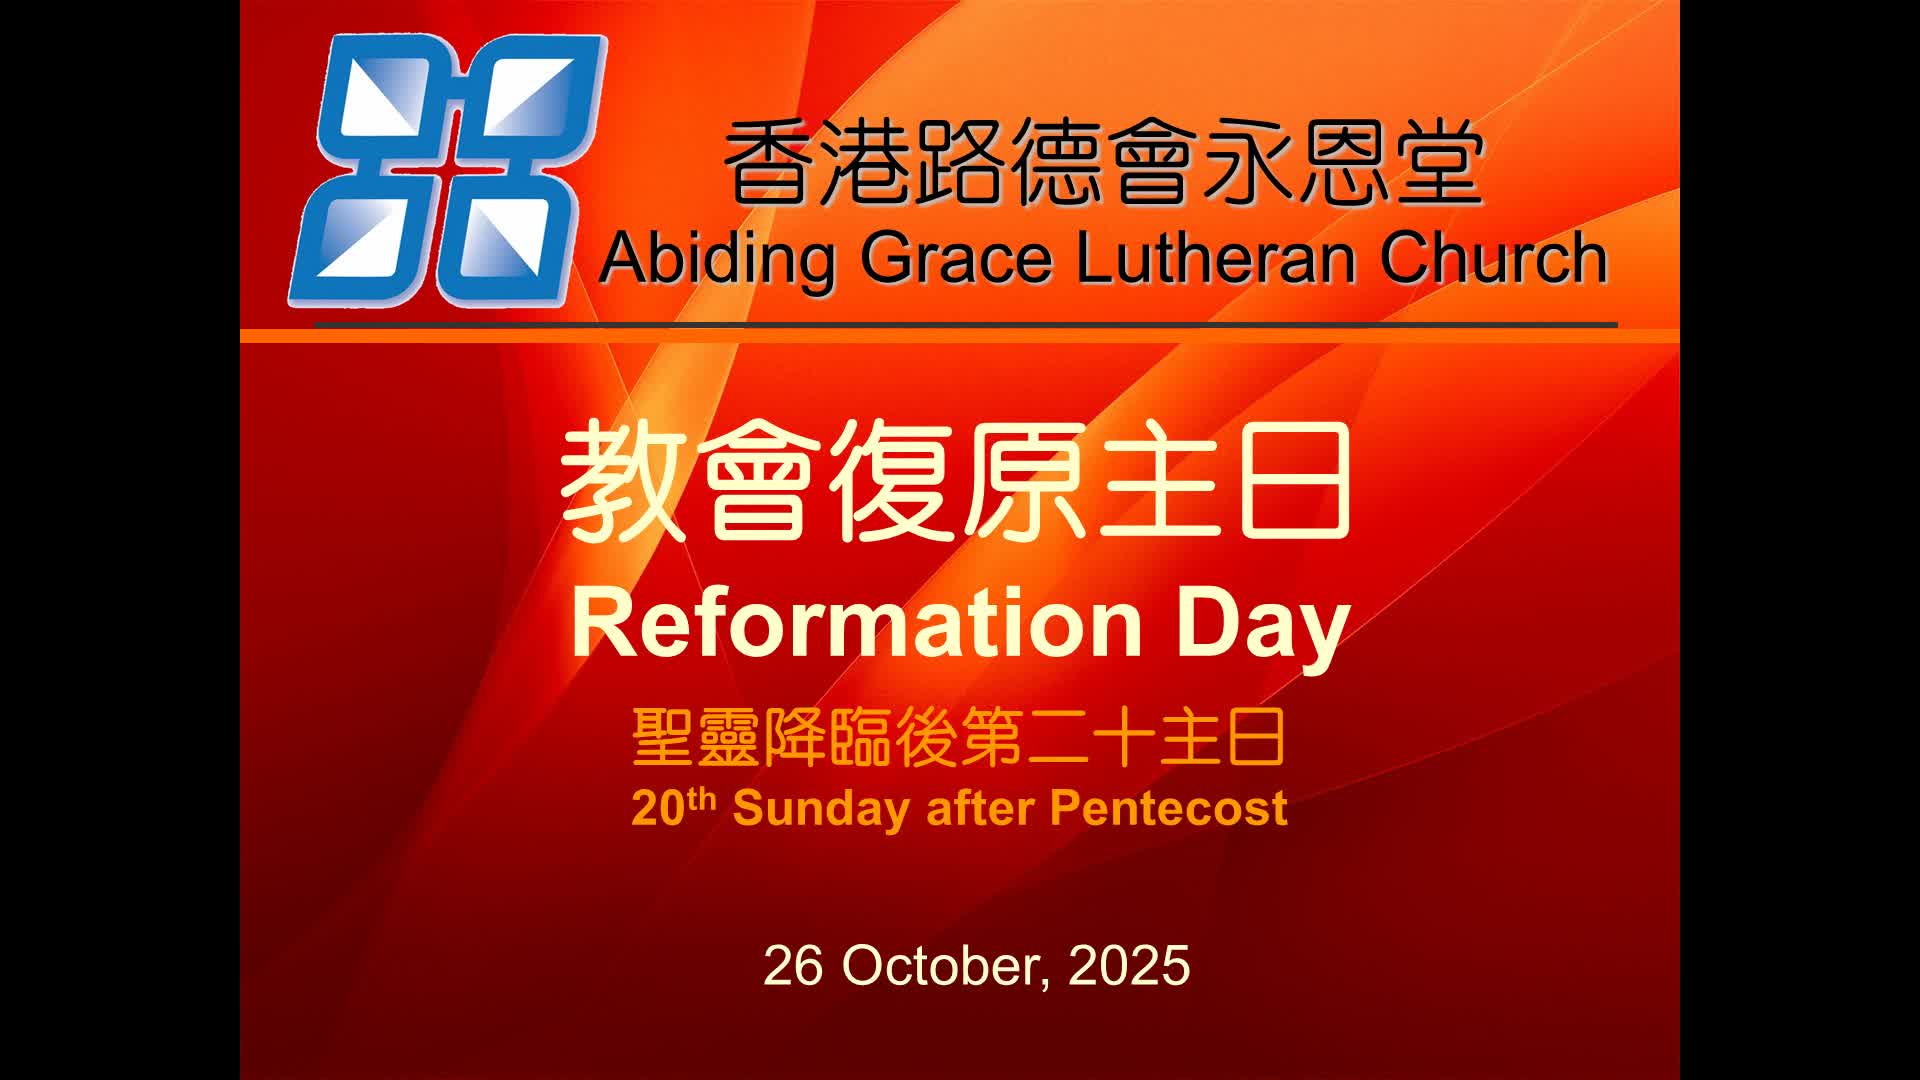 香港路德會永恩堂
Abiding Grace Lutheran Church
教會復原主日
Reformation Day
聖靈降臨後第二十主日
20th Sunday after Pentecost
26 October, 2025